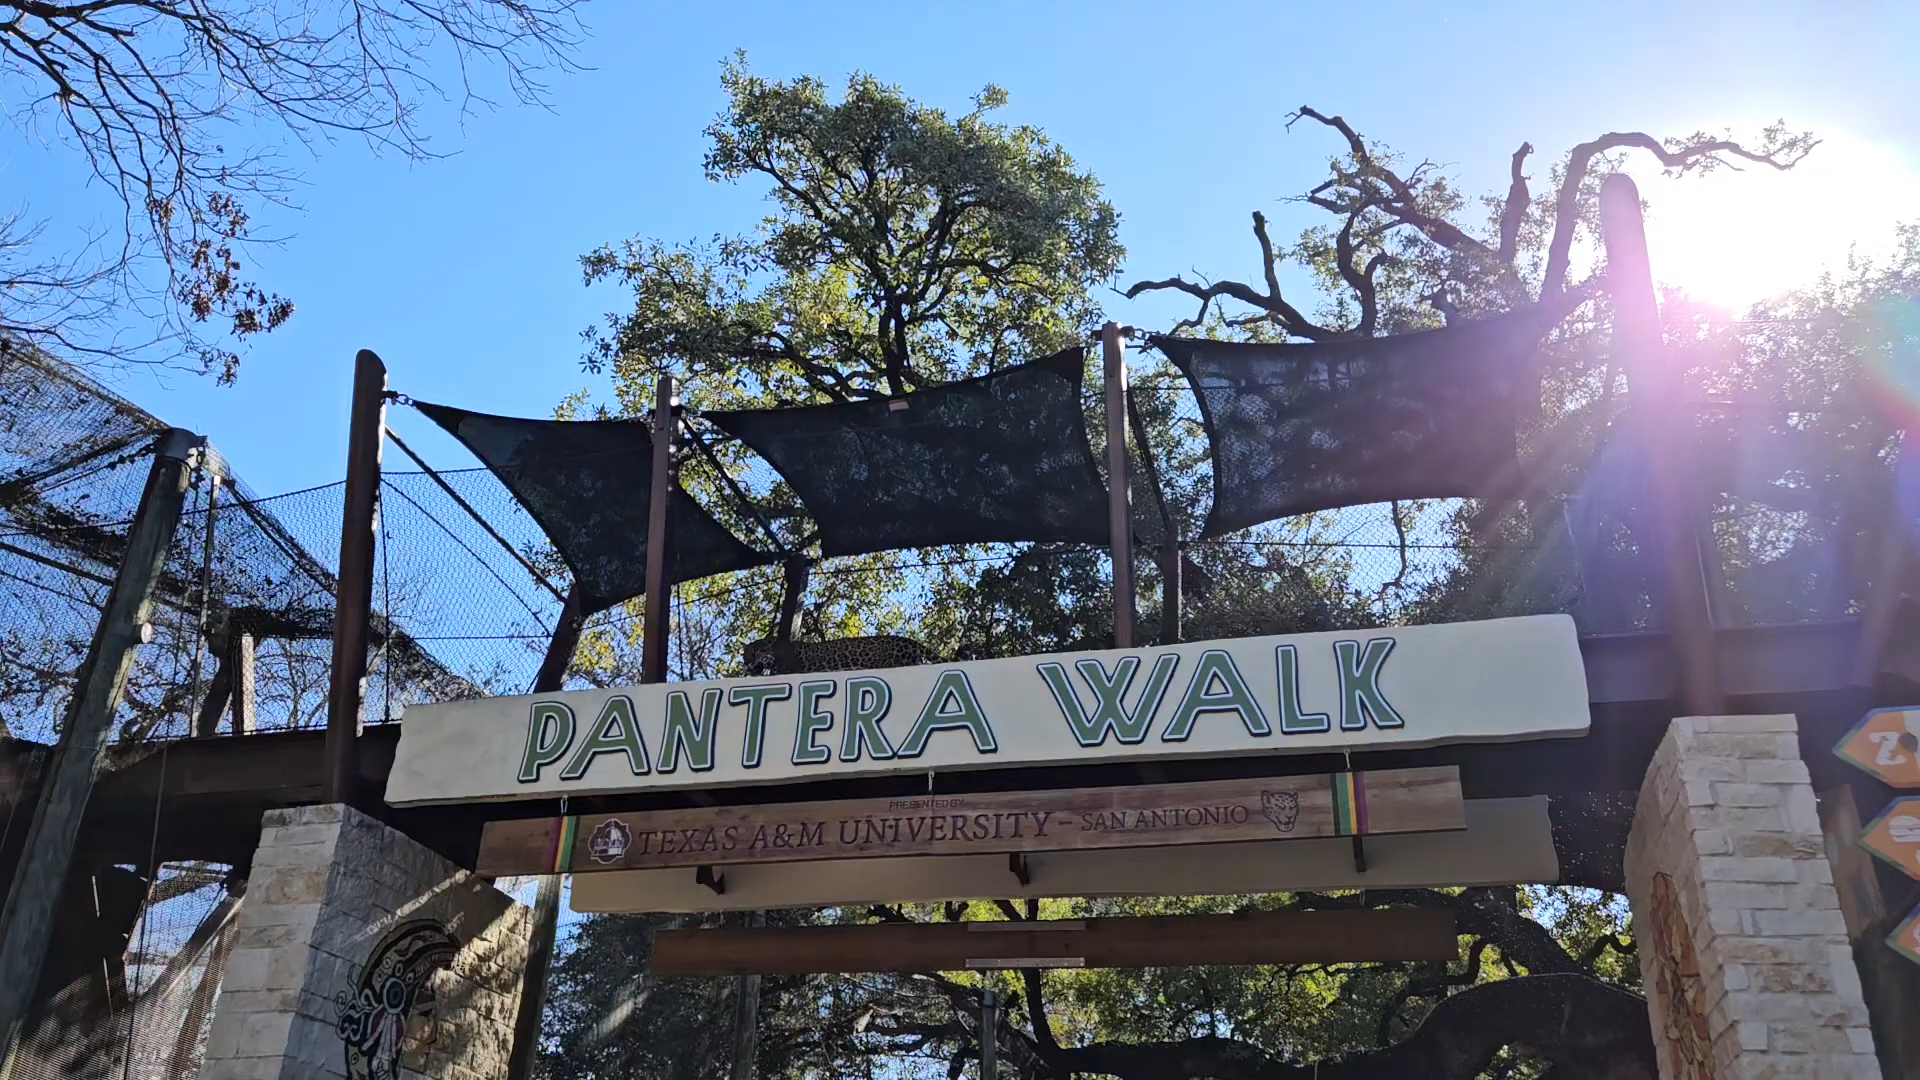 PANTERA WALK
PRESENTED BY
TEXAS A&M UNIVERSITY - SAN ANTONIO